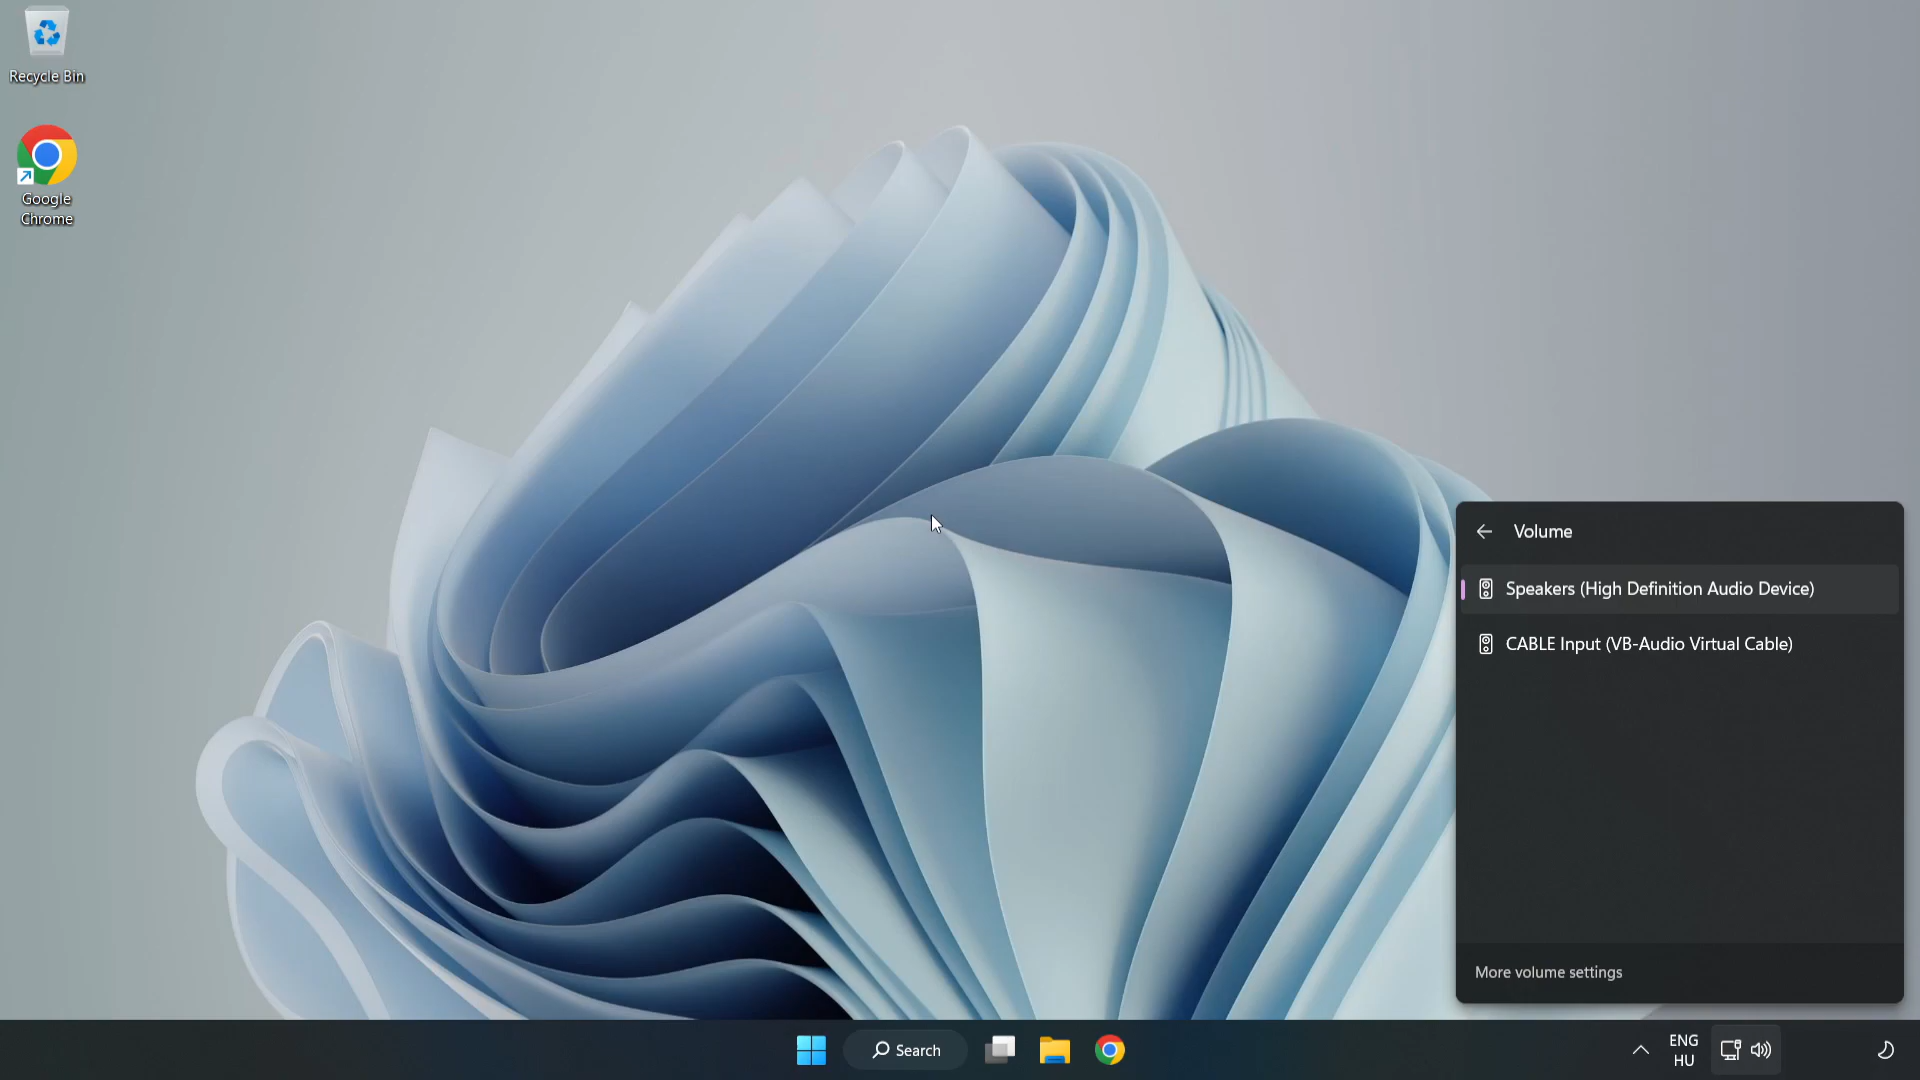 Recycle Bin
Google
Chrome
Volume
Speakers (High Definition Audio Device)
CABLE Input (VB-Audio Virtual Cable)
More volume settings
Search
ENG
HU